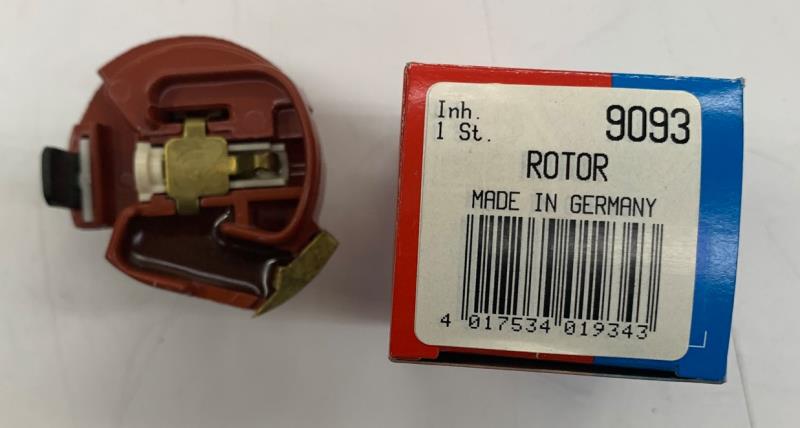 Inh.
1 St.
9093
ROTOR
MADE IN GERMANY
4 017534 019343